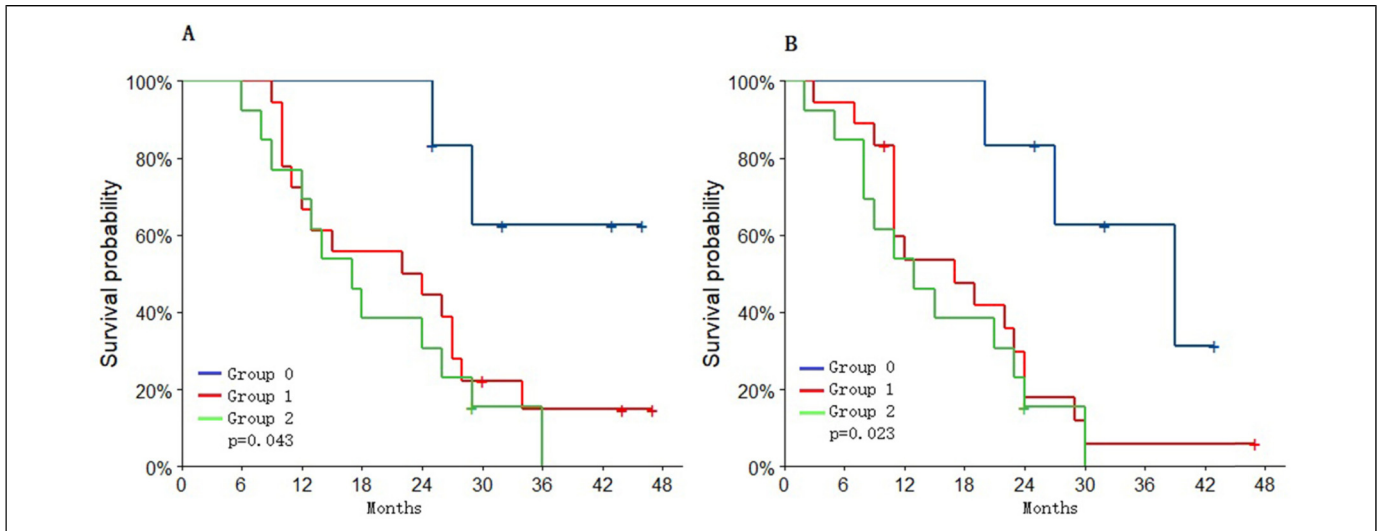 A
100%
80%
60%
40%
20%
0%
Survival probability
Group 0
Group 1
Group 2
p=0.043
0 6 12 18 24 30 36 42 48
Months
B
100%
80%
60%
40%
20%
0%
Survival probability
Group 0
Group 1
Group 2
p=0.023
0 6 12 18 24 30 36 42 48
Months